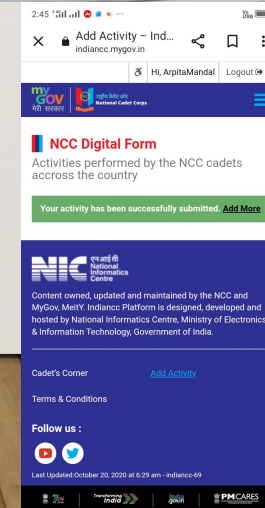 2:45
Add Activity – Ind...
indiancc.mygov.in
Hi, ArpitaMandal
Logout
my
GOV
मेरी सरकार
राष्ट्रीय कैडेट कोर
National Cadet Corps
NCC Digital Form
Activities performed by the NCC cadets
accross the country
Your activity has been successfully submitted. Add More
NIC
एन आई सी
National
Informatics
Centre
Content owned, updated and maintained by the NCC and
MyGov, MeitY. Indiancc Platform is designed, developed and
hosted by National Informatics Centre, Ministry of Electronics
& Information Technology, Government of India.
Cadet's Corner
Add Activity
Terms & Conditions
Follow us :
Last Updated:October 20, 2020 at 6:29 am - indiancc-69
Transforming
India
PMCARES